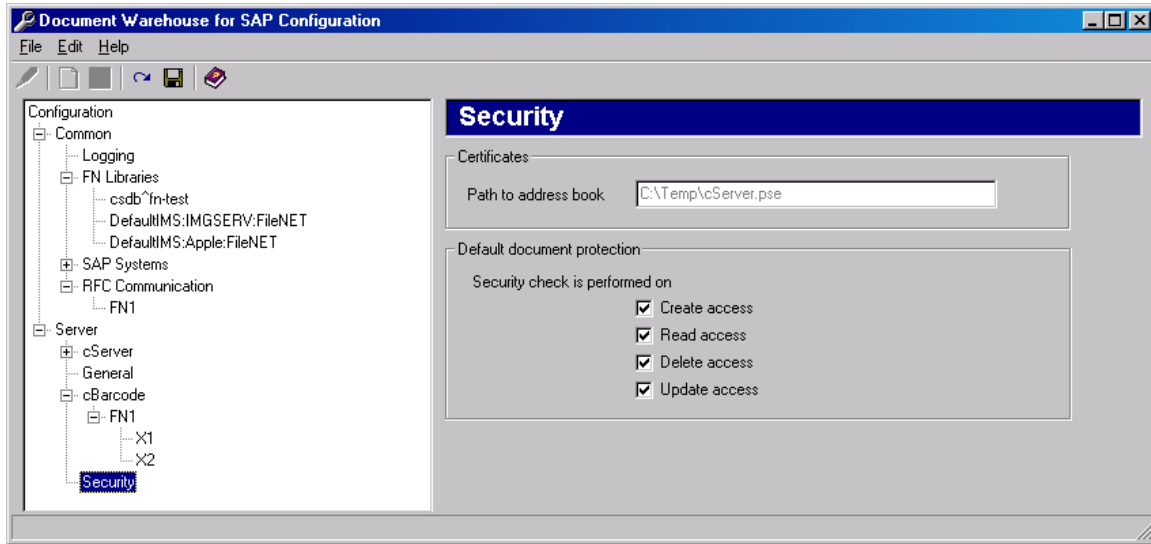 Document Warehouse for SAP Configuration
File Edit Help
Configuration
Common
Logging
FN Libraries
csdb^fn-test
DefaultIMS:IMGSERV:FileNET
DefaultIMS:Apple:FileNET
SAP Systems
RFC Communication
FN1
Server
cServer
General
cBarcode
FN1
X1
X2
Security
Security
Certificates
Path to address book C:\Temp\cServer.pse
Default document protection
Security check is performed on
Create access
Read access
Delete access
Update access